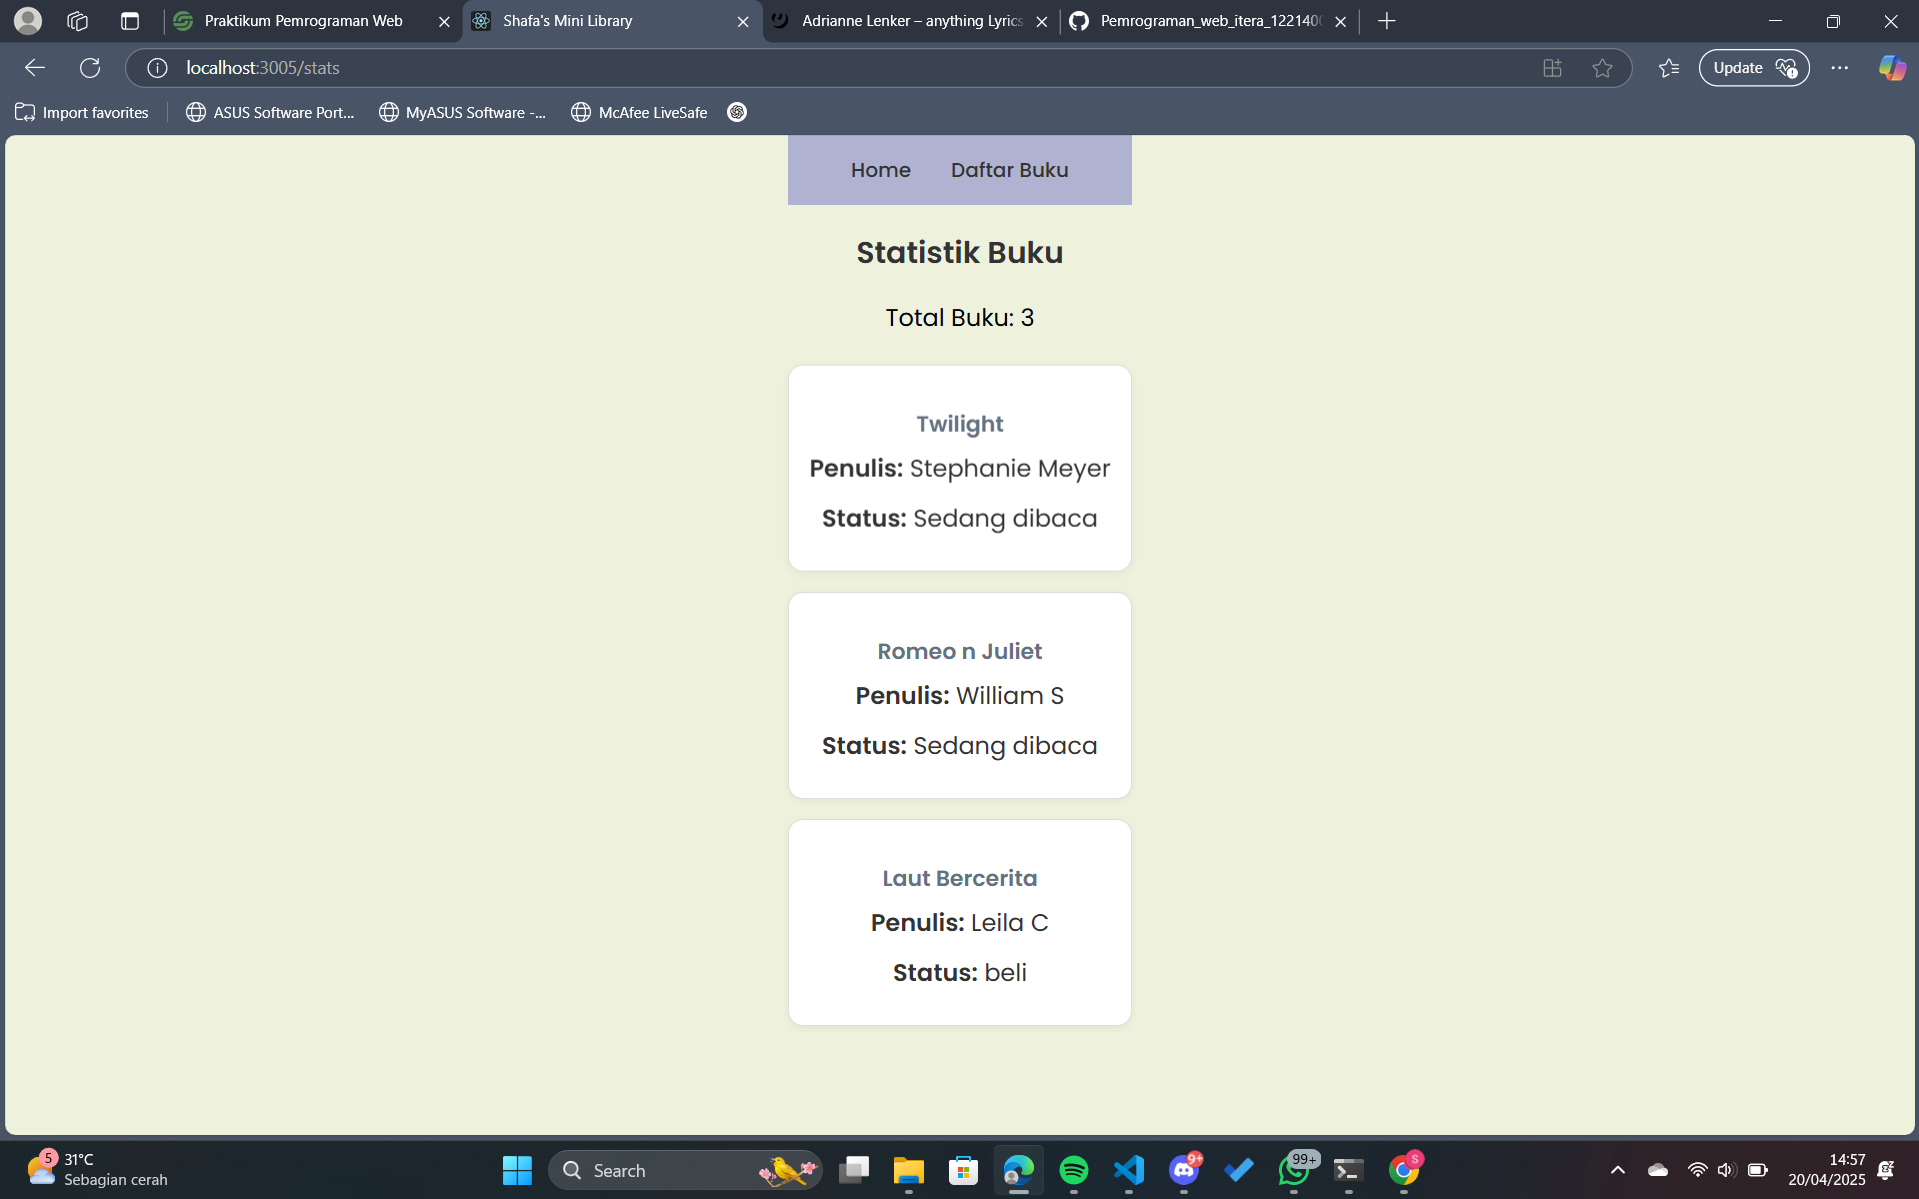 Praktikum Pemrograman Web
Shafa's Mini Library
Adrianne Lenker – anything Lyrics
Pemrograman_web_itera_122140
localhost:3005/stats
Update
Import favorites
ASUS Software Port...
MyASUS Software -...
McAfee LiveSafe
Home
Daftar Buku
Statistik Buku
Total Buku: 3
Twilight
Penulis: Stephanie Meyer
Status: Sedang dibaca
Romeo n Juliet
Penulis: William S
Status: Sedang dibaca
Laut Bercerita
Penulis: Leila C
Status: beli
5
31°C
Sebagian cerah
Search
9+
99+
S
14:57
20/04/2025